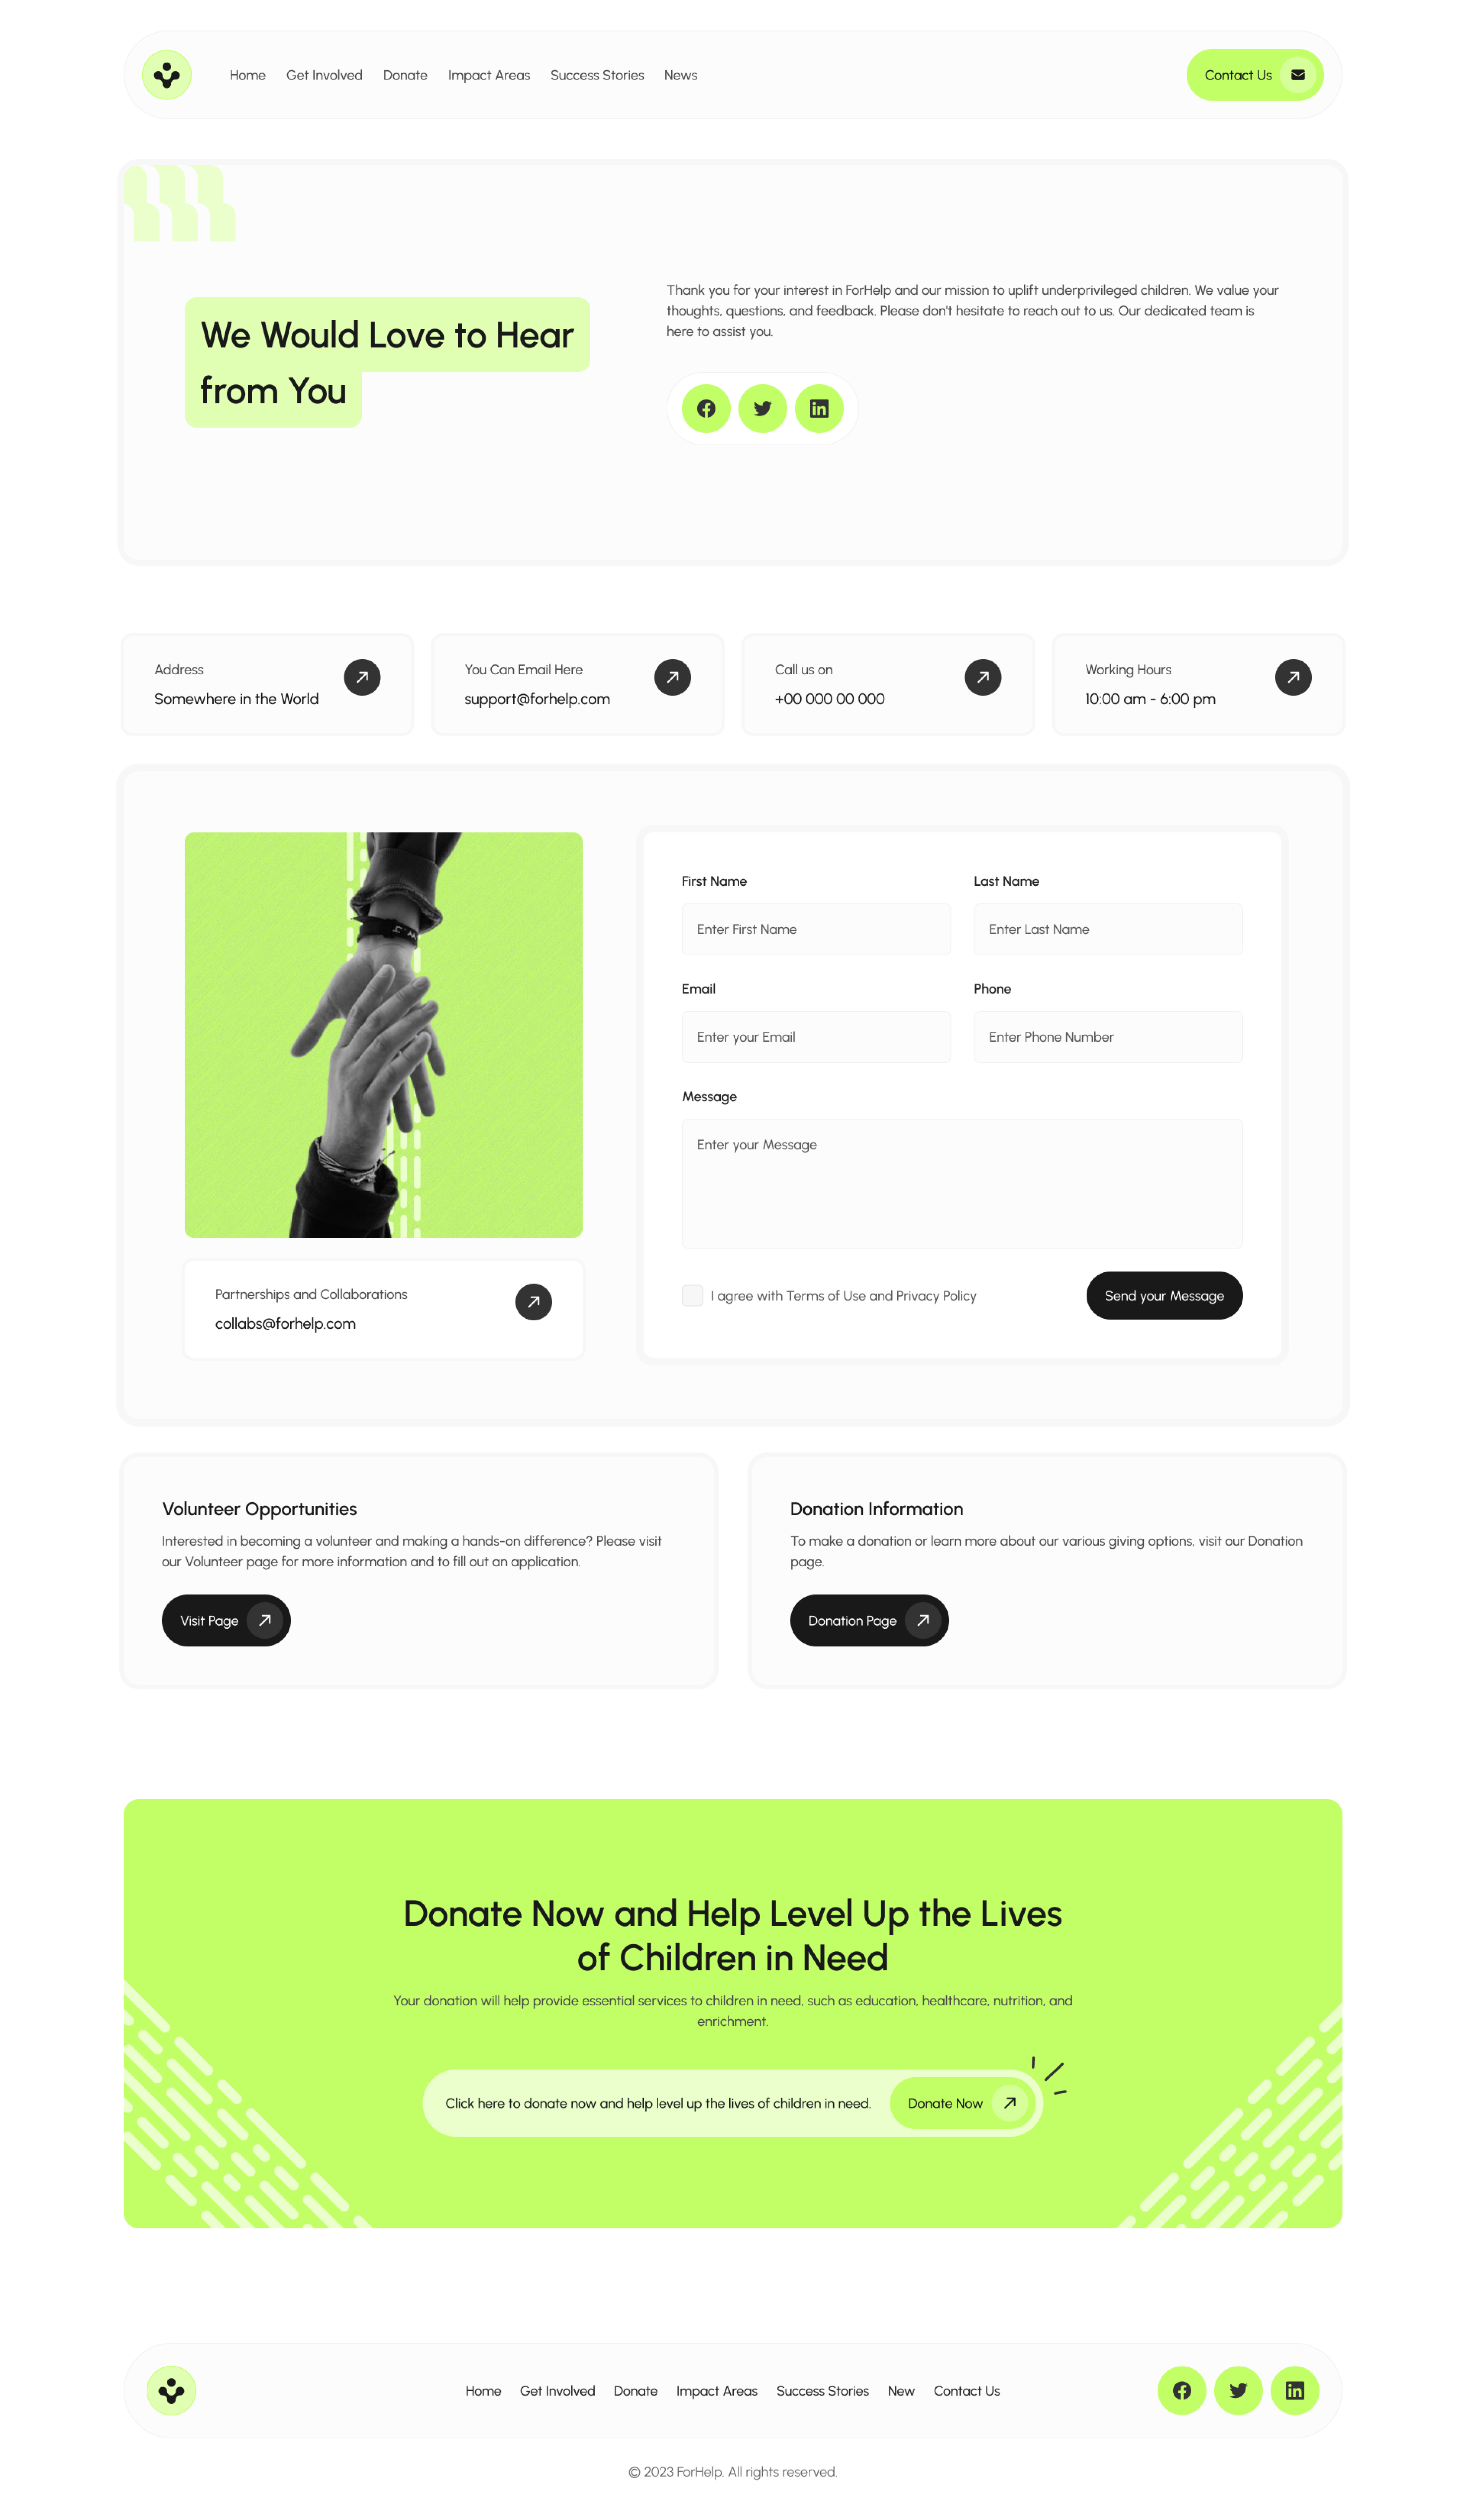 Home Get Involved Donate Impact Areas Success Stories News
Contact Us
We Would Love to Hear
from You
Thank you for your interest in ForHelp and our mission to uplift underprivileged children. We value your
thoughts, questions, and feedback. Please don't hesitate to reach out to us. Our dedicated team is
here to assist you.
Address
Somewhere in the World
You Can Email Here
support@forhelp.com
Call us on
+00 000 00 000
Working Hours
10:00 am - 6:00 pm
Partnerships and Collaborations
collabs@forhelp.com
First Name
Enter First Name
Last Name
Enter Last Name
Email
Enter your Email
Phone
Enter Phone Number
Message
Enter your Message
I agree with Terms of Use and Privacy Policy
Send your Message
Volunteer Opportunities
Interested in becoming a volunteer and making a hands-on difference? Please visit
our Volunteer page for more information and to fill out an application.
Visit Page
Donation Information
To make a donation or learn more about our various giving options, visit our Donation
page.
Donation Page
Donate Now and Help Level Up the Lives
of Children in Need
Your donation will help provide essential services to children in need, such as education, healthcare, nutrition, and
enrichment.
Click here to donate now and help level up the lives of children in need.
Donate Now
Home Get Involved Donate Impact Areas Success Stories New Contact Us
© 2023 ForHelp. All rights reserved.